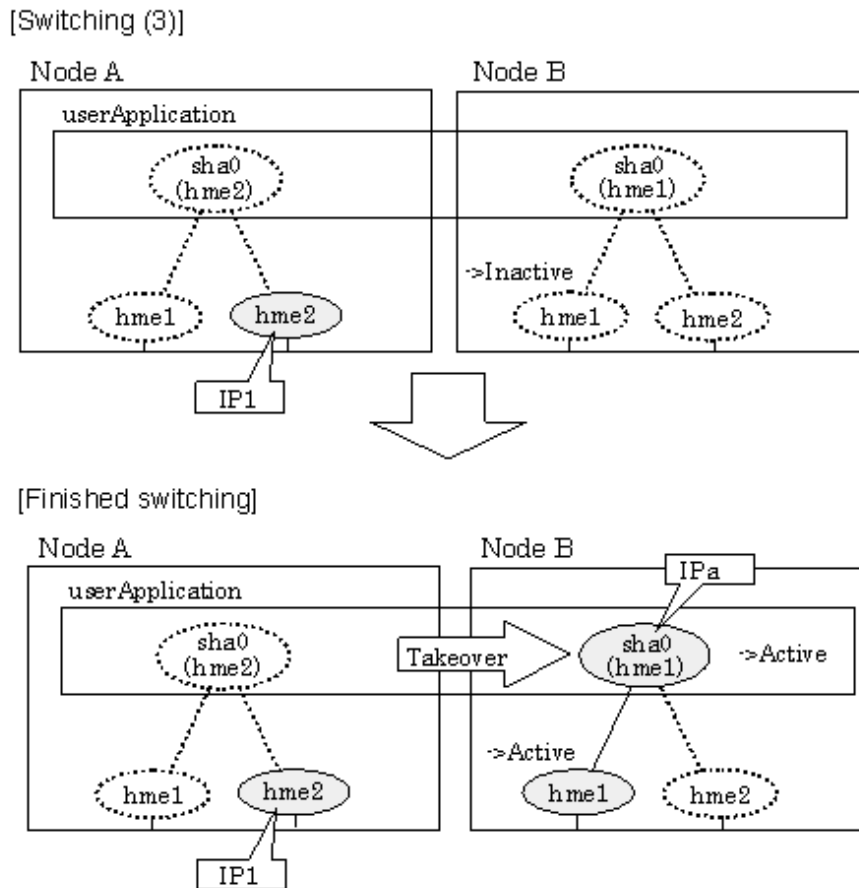 [Switching (3)]
Node A
Node B
userApplication
sha0
(hme2)
sha0
(hme1)
->Inactive
hme1
hme2
hme1
hme2
IP1
[Finished switching]
Node A
Node B
IPa
userApplication
sha0
(hme2)
Takeover
sha0
(hme1)
->Active
->Active
hme1
hme2
hme1
hme2
IP1